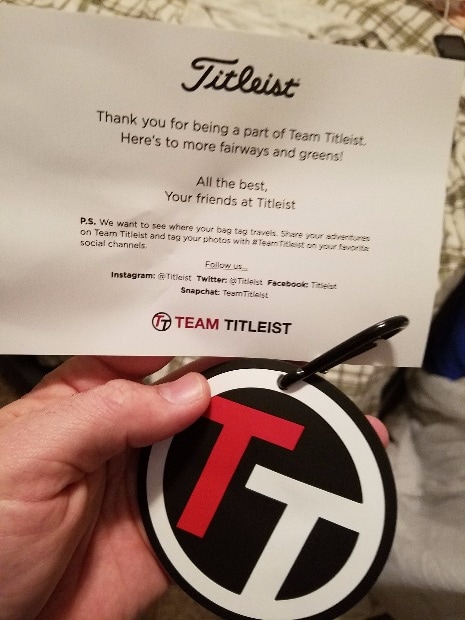 Titleist
Thank you for being a part of Team Titleist.
Here's to more fairways and greens!
All the best,
Your friends at Titleist
P.S. We want to see where your bag tag travels. Share your adventures
on Team Titleist and tag your photos with #TeamTitleist on your favorite
social channels.
Follow us...
Instagram: @Titleist Twitter: @Titleist Facebook: Titleist
Snapchat: TeamTitleist
TT TEAM TITLEIST
TT